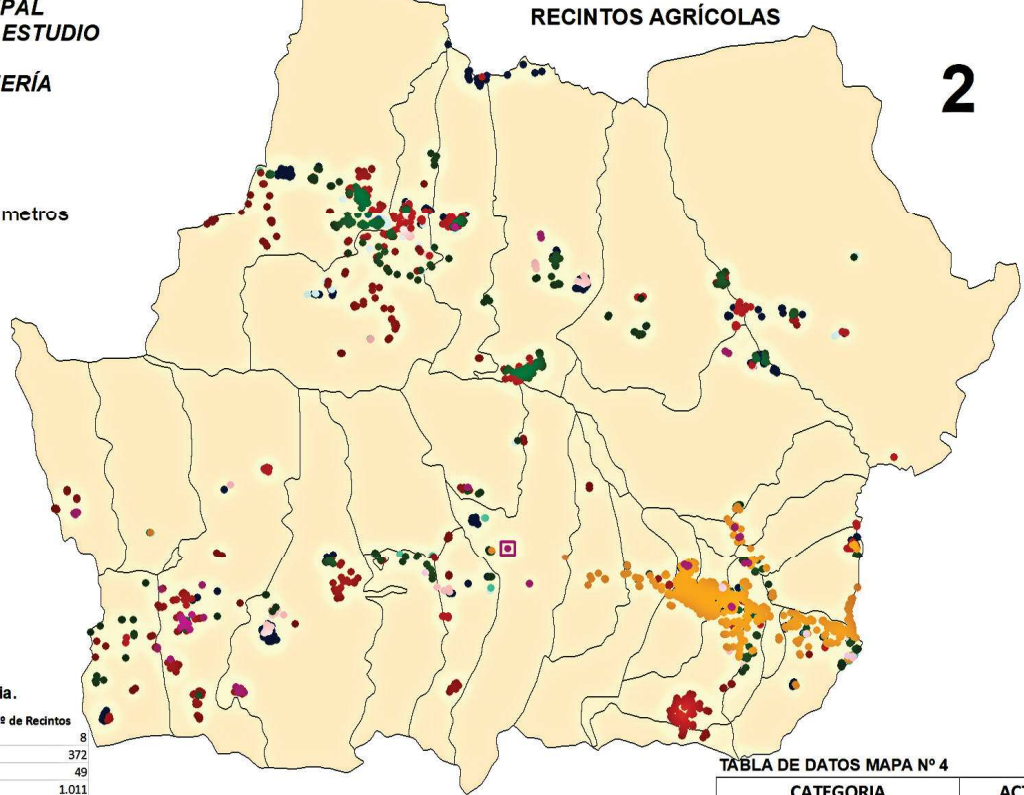 PAL
ESTUDIO
ERÍA
RECINTOS AGRÍCOLAS
2
metros
ia.
º de Recintos
8
372
49
1.011
TABLA DE DATOS MAPA Nº 4
CATEGORIA
ACT